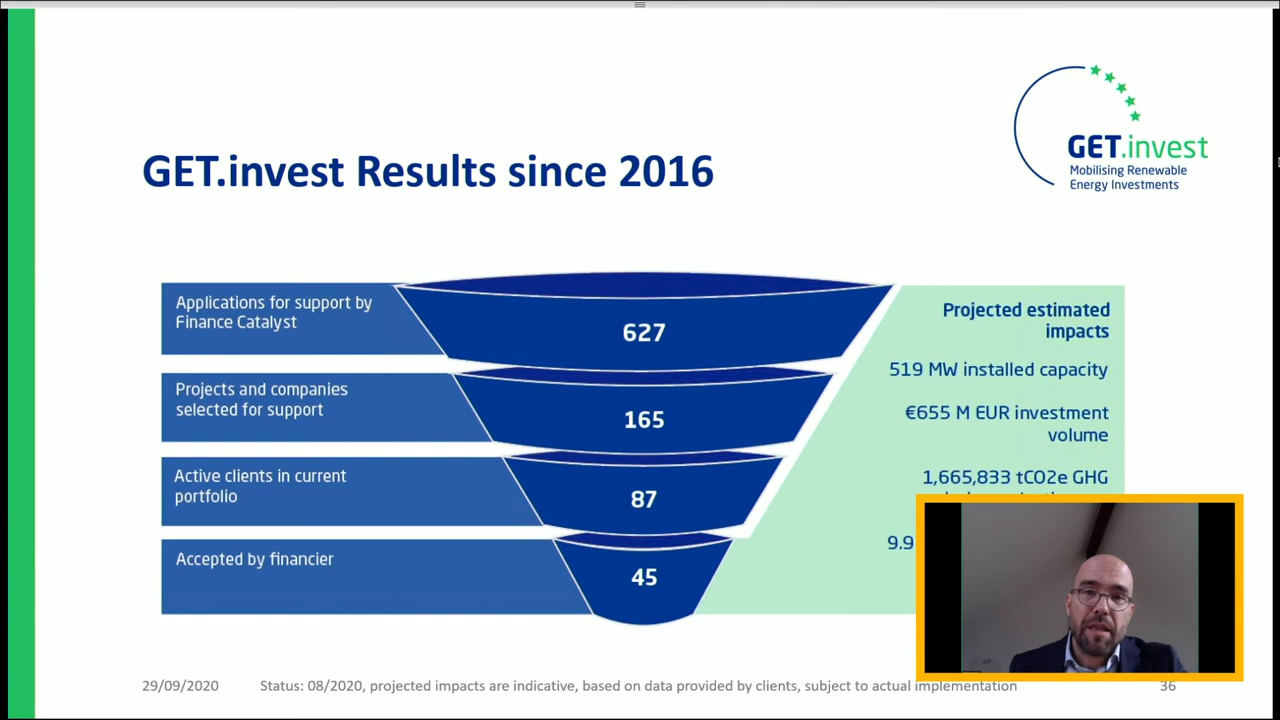 GET.invest
Mobilising Renewable
Energy Investments
GET.invest Results since 2016
Applications for support by
Finance Catalyst
627
Projects and companies
selected for support
165
Active clients in current
portfolio
87
Accepted by financier
45
Projected estimated
impacts
519 MW installed capacity
€655 M EUR investment
volume
1,665,833 tCO2e GHG
9.9
29/09/2020
Status: 08/2020, projected impacts are indicative, based on data provided by clients, subject to actual implementation
36